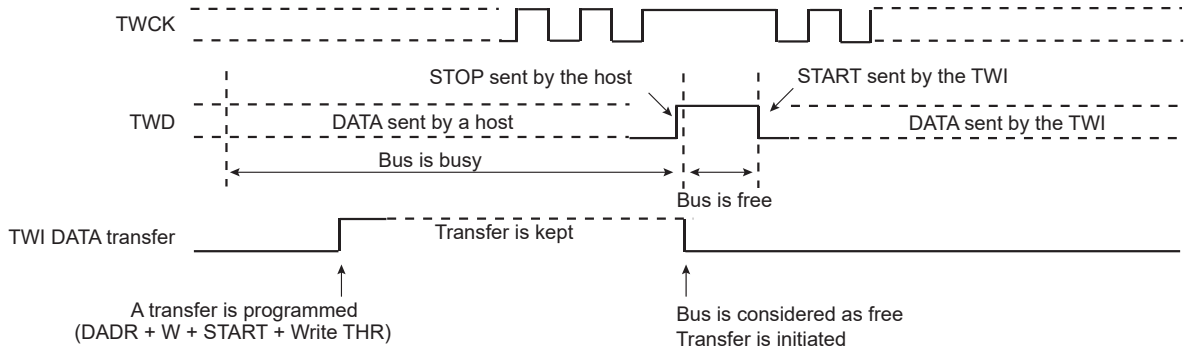 TWCK
STOP sent by the host
START sent by the TWI
TWD
DATA sent by a host
DATA sent by the TWI
Bus is busy
Bus is free
TWI DATA transfer
Transfer is kept
A transfer is programmed
(DADR + W + START + Write THR)
Bus is considered as free
Transfer is initiated